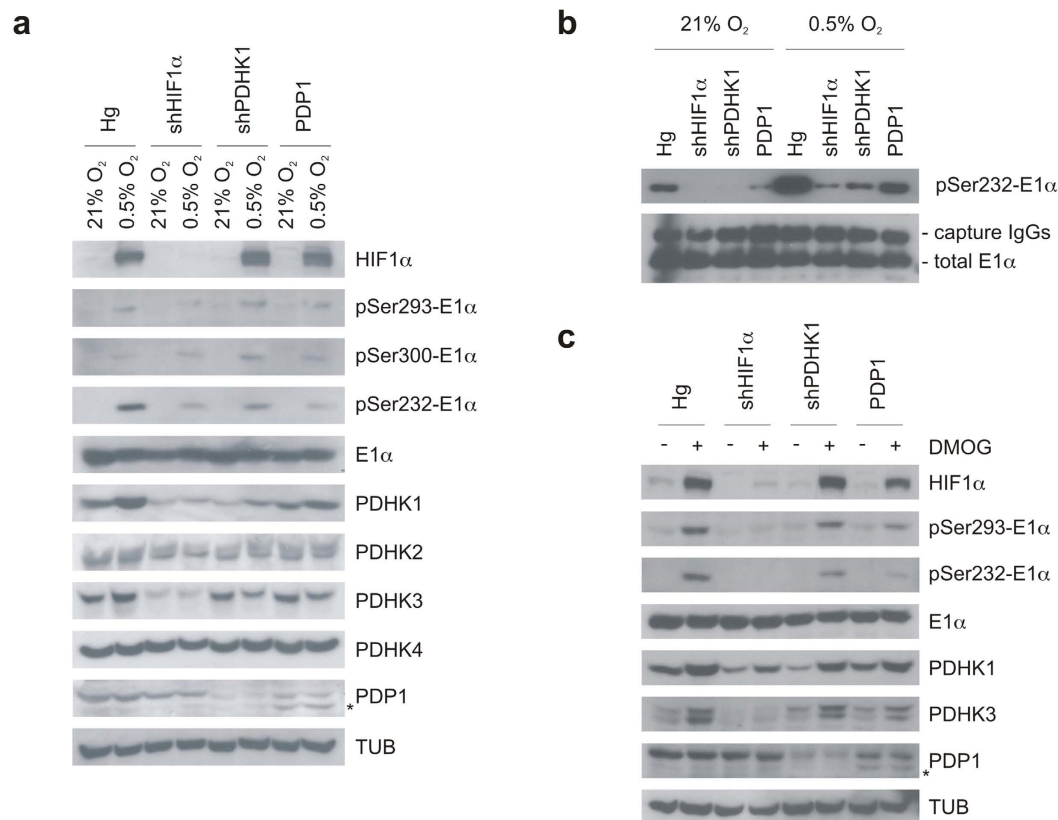 a
Hg
shHIF1α
shPDHK1
PDP1
21% O₂
0.5% O₂
21% O₂
0.5% O₂
21% O₂
0.5% O₂
21% O₂
0.5% O₂
HIF1α
pSer293-E1α
pSer300-E1α
pSer232-E1α
E1α
PDHK1
PDHK2
PDHK3
PDHK4
PDP1
*
TUB
b
21% O₂
0.5% O₂
Hg
shHIF1α
shPDHK1
PDP1
Hg
shHIF1α
shPDHK1
PDP1
pSer232-E1α
- capture IgGs
- total E1α
c
Hg
shHIF1α
shPDHK1
PDP1
- + - + - + - + DMOG
HIF1α
pSer293-E1α
pSer232-E1α
E1α
PDHK1
PDHK3
PDP1
*
TUB